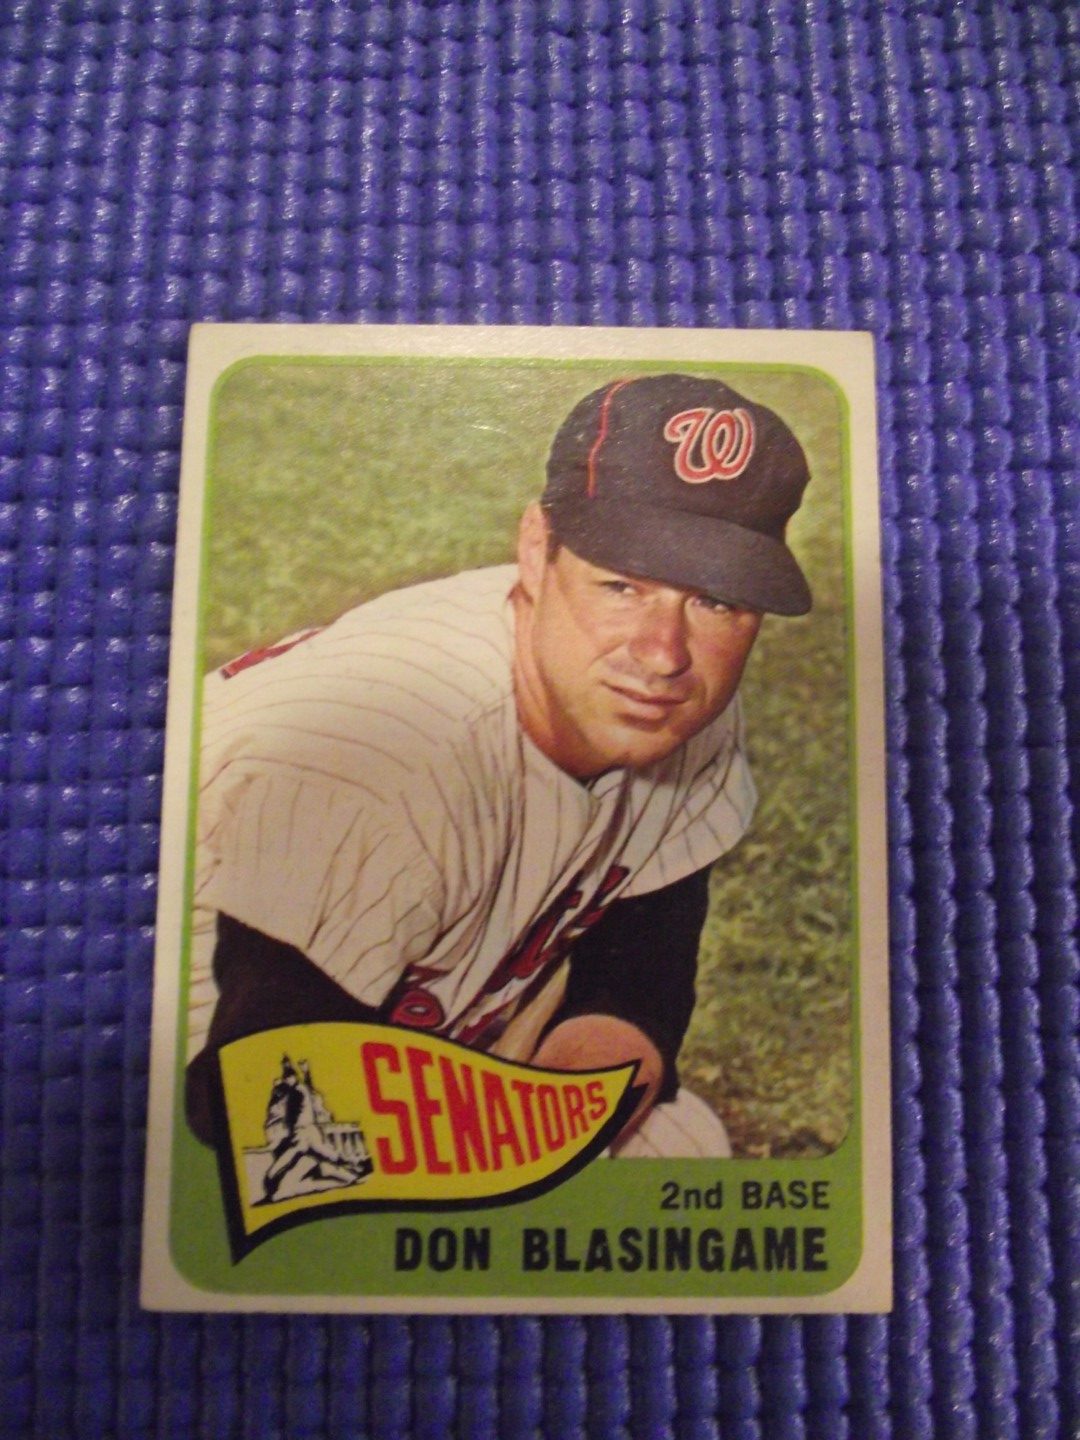 W
SENATORS
2nd BASE
DON BLASINGAME